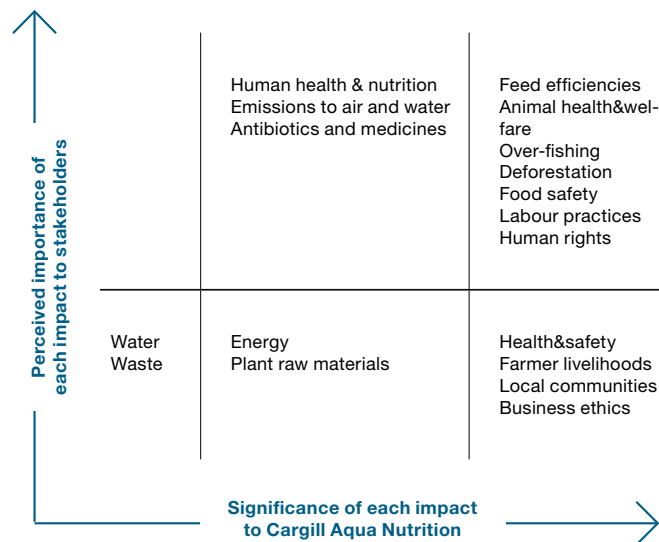 Perceived importance of
each impact to stakeholders
Human health & nutrition
Emissions to air and water
Antibiotics and medicines
Feed efficiencies
Animal health&wel-
fare
Over-fishing
Deforestation
Food safety
Labour practices
Human rights
Water
Waste
Energy
Plant raw materials
Health&safety
Farmer livelihoods
Local communities
Business ethics
Significance of each impact
to Cargill Aqua Nutrition